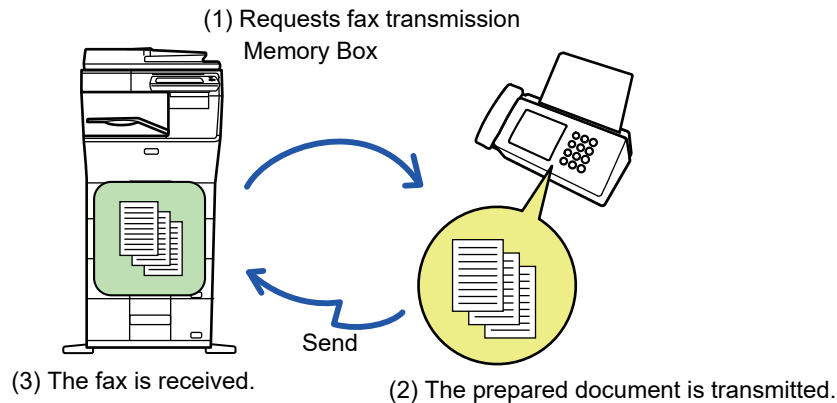 (1) Requests fax transmission
Memory Box
Send
(3) The fax is received.
(2) The prepared document is transmitted.